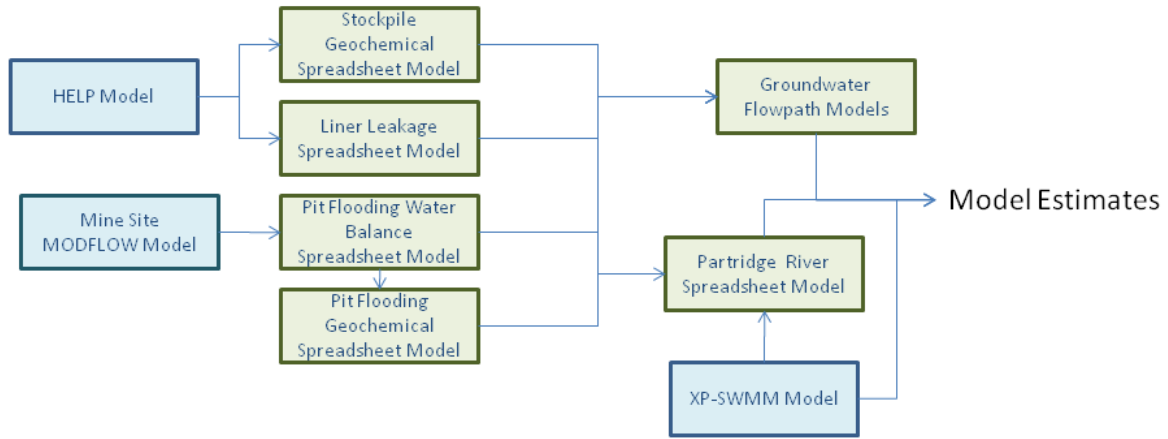 Stockpile
Geochemical
Spreadsheet Model
HELP Model
Liner Leakage
Spreadsheet Model
Groundwater
Flowpath Models
Mine Site
MODFLOW Model
Pit Flooding Water
Balance
Spreadsheet Model
Model Estimates
Pit Flooding
Geochemical
Spreadsheet Model
Partridge River
Spreadsheet Model
XP-SWMM Model